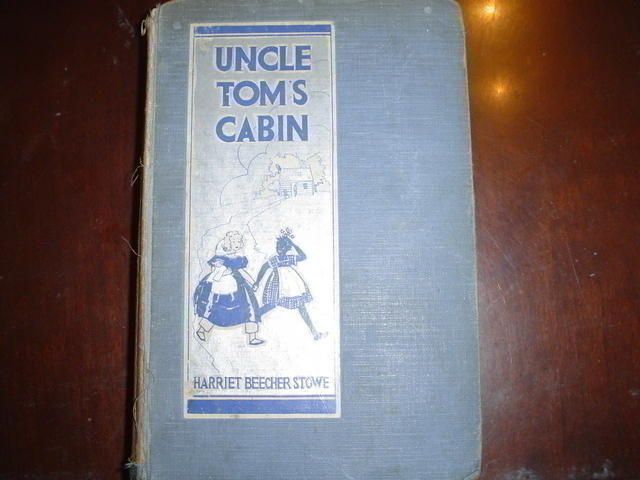 UNCLE
TOM'S
CABIN
HARRIET BEECHER STOWE